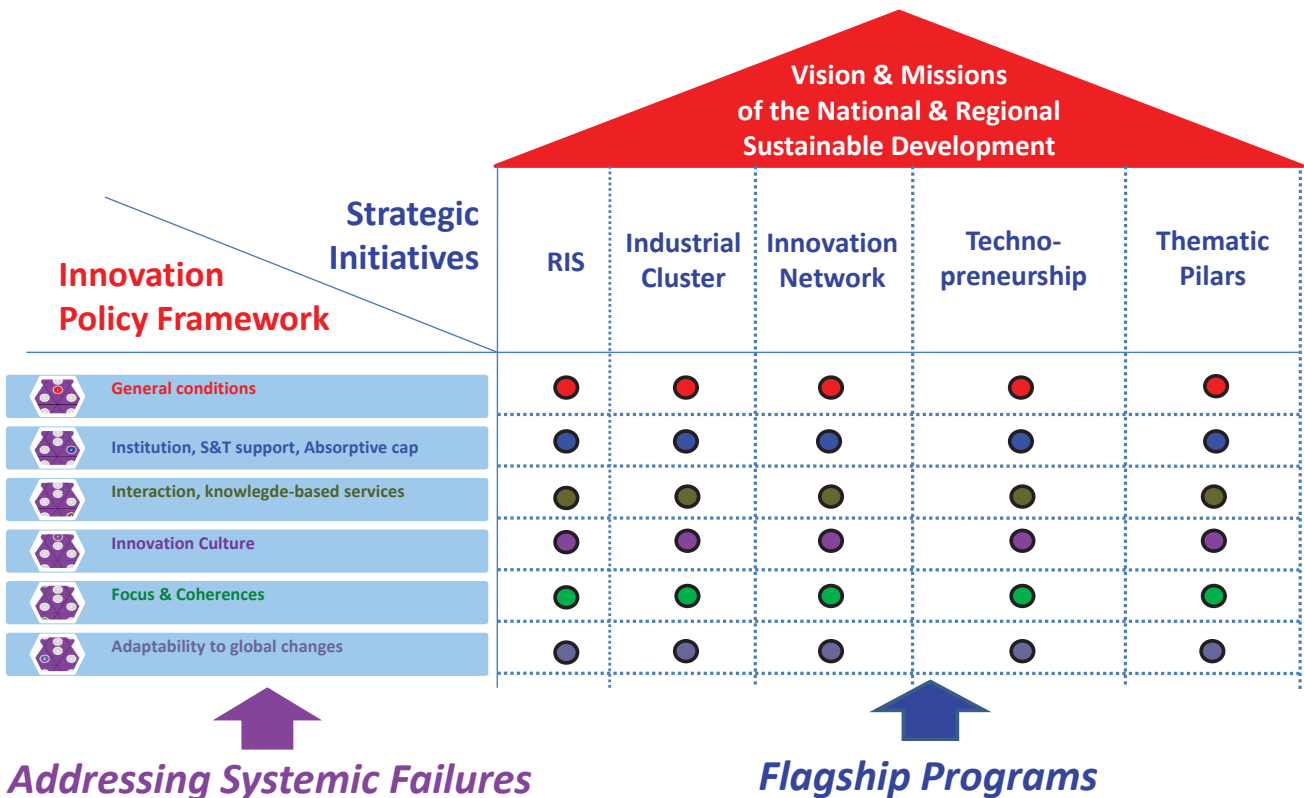 Vision & Missions
of the National & Regional
Sustainable Development
Strategic
Initiatives
Innovation
Policy Framework
RIS
Industrial
Cluster
Innovation
Network
Techno-
preneurship
Thematic
Pilars
General conditions
Institution, S&T support, Absorptive cap
Interaction, knowlegde-based services
Innovation Culture
Focus & Coherences
Adaptability to global changes
Addressing Systemic Failures
Flagship Programs